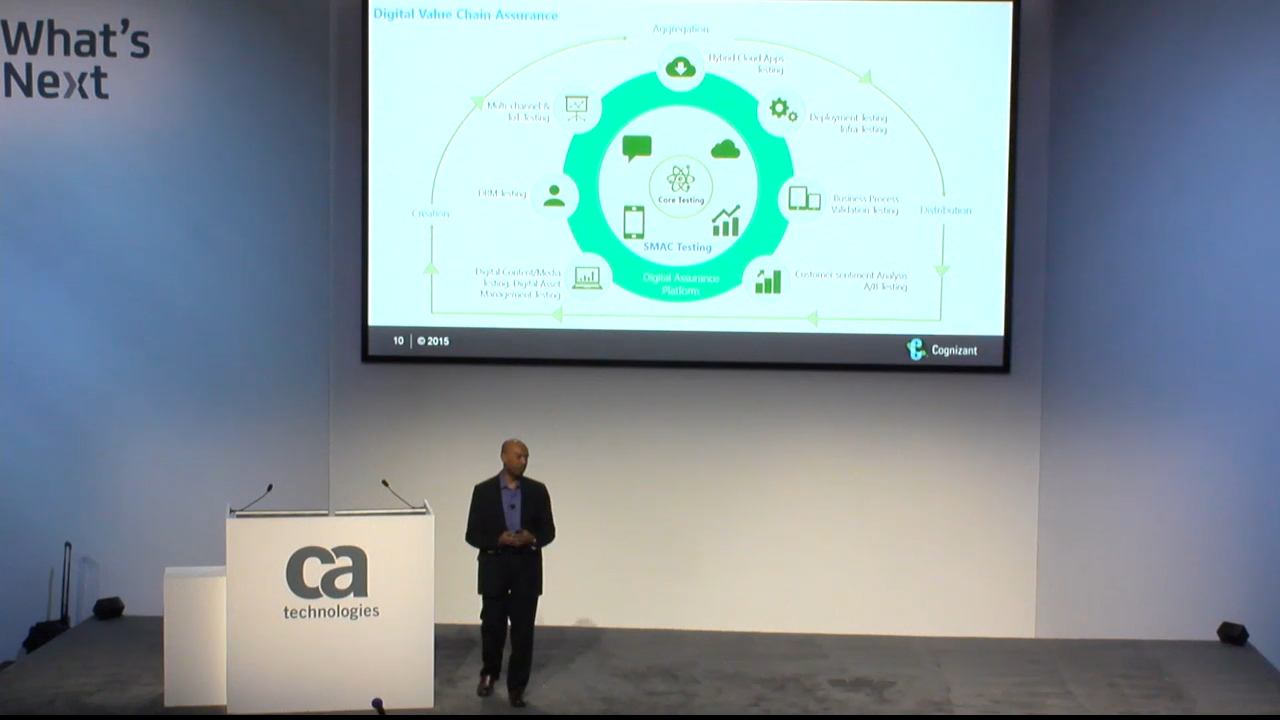 What's
Next
Digital Value Chain Assurance
Aggregation
Hybrid Cloud Apps
Testing
Multi-channel &
IoT Testing
Deployment Testing
Infra Testing
DRM Testing
Core Testing
Business Process
Validation Testing
Creation
Distribution
SMAC Testing
Digital Content/Media
Testing, Digital Asset
Management Testing
Digital Assurance
Platform
Customer sentiment Analysis
A/B Testing
10 | © 2015
Cognizant
ca
technologies